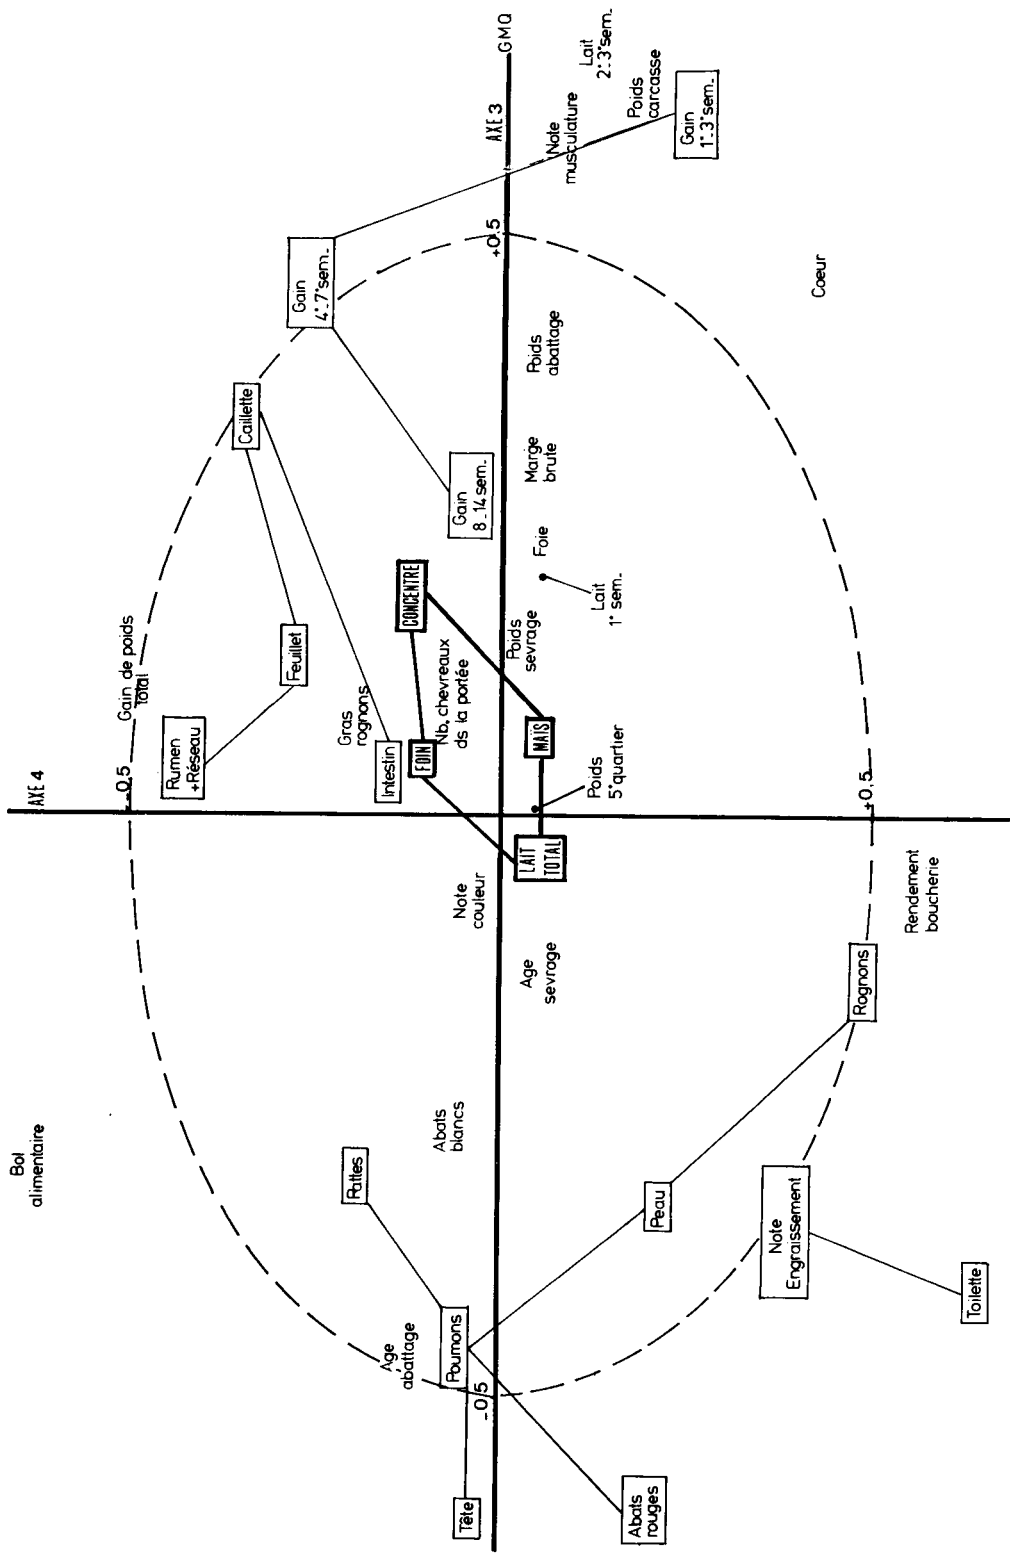 Bol
alimentaire
AXE 4
-0.5
Gain de poids
total
Rumen
+Réseau
Feuillet
Caillette
Gain
4°-7°sem.
Pattes
Gras
rognons
Intestin
Age
abattage
Poumons
Tête
Abats
blancs
Note
couleur
FOIN
Nb. chevreaux
ds la portée
CONCENTRE
Gain
8_14 sem.
-0.5
+0.5
AXE 3
GMQ
Age
sevrage
LAIT
TOTAL
MAÏS
Poids
sevrage
Foie
Marge
brute
Poids
abattage
Note
musculature
Lait
2°-3°sem.
Poids
carcasse
Gain
1°-3°sem.
Poids
5°quartier
Lait
1° sem.
Abats
rouges
Peau
Note
Engraissement
Rognons
+0.5
Coeur
Rendement
boucherie
Toilette